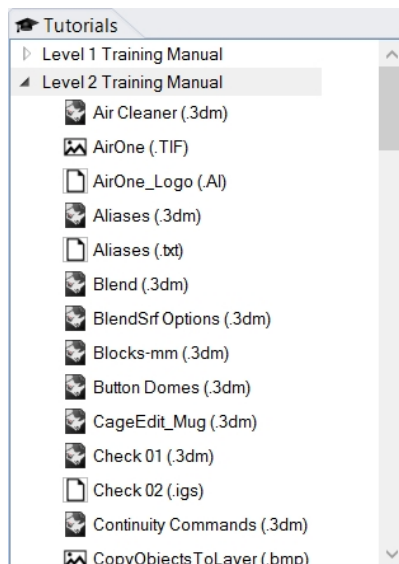 Tutorials
Level 1 Training Manual
Level 2 Training Manual
Air Cleaner (.3dm)
AirOne (.TIF)
AirOne_Logo (.AI)
Aliases (.3dm)
Aliases (.txt)
Blend (.3dm)
BlendSrf Options (.3dm)
Blocks-mm (.3dm)
Button Domes (.3dm)
CageEdit_Mug (.3dm)
Check 01 (.3dm)
Check 02 (.igs)
Continuity Commands (.3dm)
CopyObjectsToLayer (.bmp)